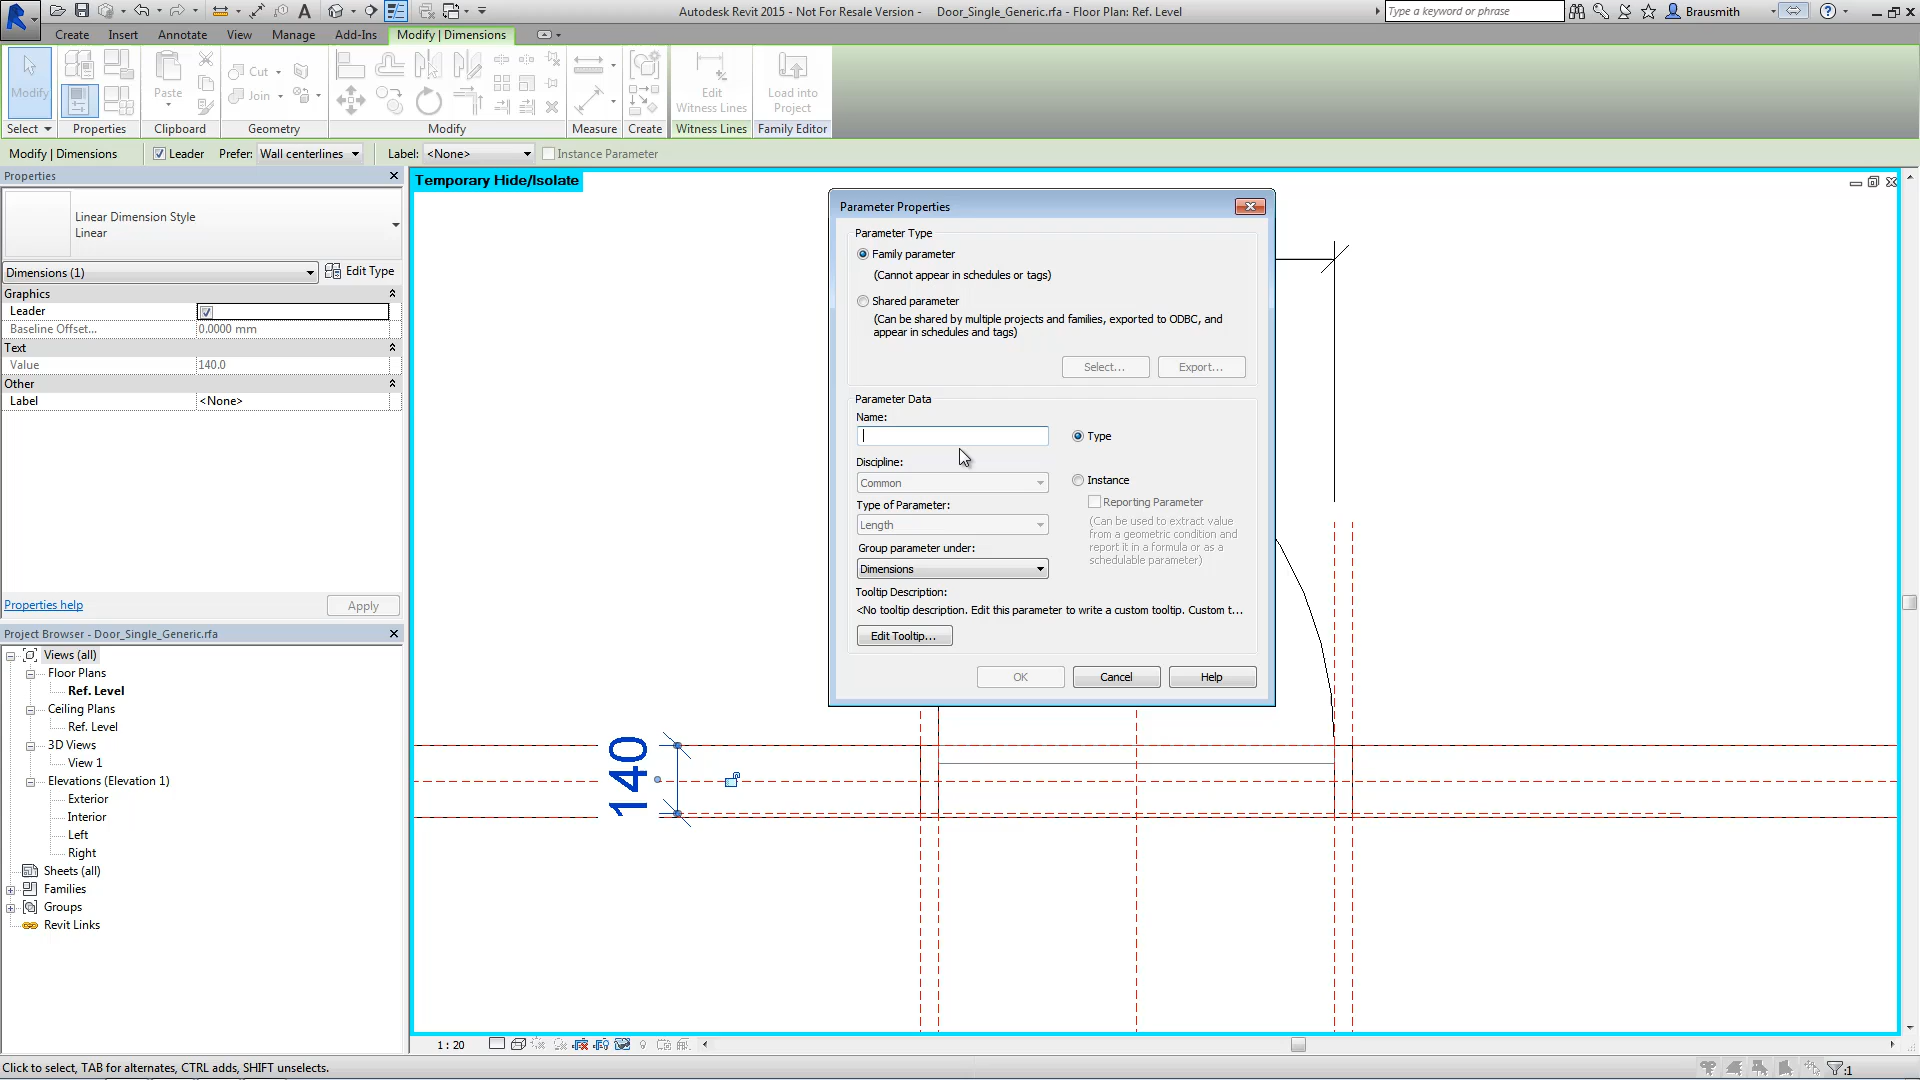 Autodesk Revit 2015 - Not For Resale Version - Door_Single_Generic.rfa - Floor Plan: Ref. Level
Type a keyword or phrase
Brausmith
Create Insert Annotate View Manage Add-Ins Modify | Dimensions
Modify
Paste
Cut
Join
Edit
Witness Lines
Load into
Project
Select Properties Clipboard Geometry Modify Measure Create Witness Lines Family Editor
Modify | Dimensions Leader Prefer: Wall centerlines Label: <None> Instance Parameter
Properties
Linear Dimension Style
Linear
Dimensions (1) Edit Type
Graphics
Leader
Baseline Offset... 0.0000 mm
Text
Value 140.0
Other
Label <None>
Properties help Apply
Project Browser - Door_Single_Generic.rfa
Views (all)
Floor Plans
Ref. Level
Ceiling Plans
Ref. Level
3D Views
View 1
Elevations (Elevation 1)
Exterior
Interior
Left
Right
Sheets (all)
Families
Groups
Revit Links
Temporary Hide/Isolate
Parameter Properties
Parameter Type
Family parameter
(Cannot appear in schedules or tags)
Shared parameter
(Can be shared by multiple projects and families, exported to ODBC, and
appear in schedules and tags)
Select... Export...
Parameter Data
Name:
Type
Discipline:
Common
Instance
Reporting Parameter
(Can be used to extract value
from a geometric condition and
report it in a formula or as a
schedulable parameter)
Type of Parameter:
Length
Group parameter under:
Dimensions
Tooltip Description:
<No tooltip description. Edit this parameter to write a custom tooltip. Custom t...
Edit Tooltip...
OK Cancel Help
140
1 : 20
Click to select, TAB for alternates, CTRL adds, SHIFT unselects.
:1